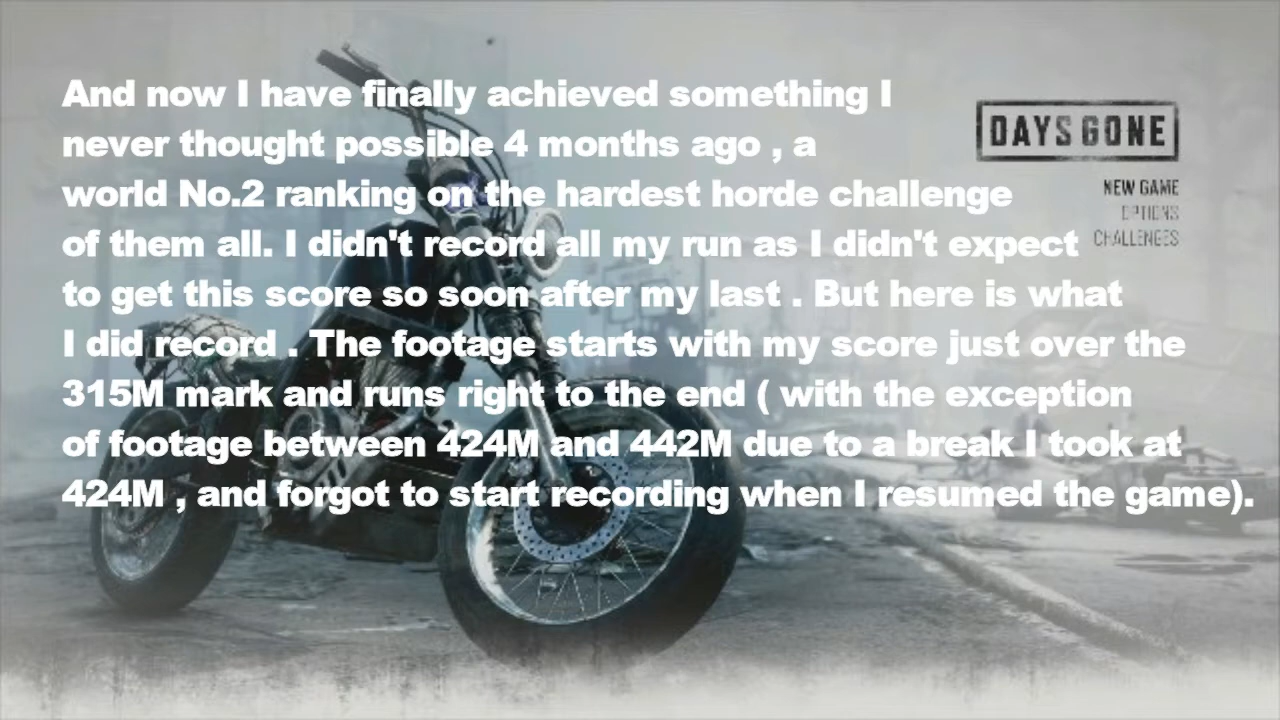 And now I have finally achieved something I
never thought possible 4 months ago , a
world No.2 ranking on the hardest horde challenge
of them all. I didn't record all my run as I didn't expect
to get this score so soon after my last . But here is what
I did record . The footage starts with my score just over the
315M mark and runs right to the end ( with the exception
of footage between 424M and 442M due to a break I took at
424M , and forgot to start recording when I resumed the game).
DAYS GONE
NEW GAME
OPTIONS
CHALLENGES